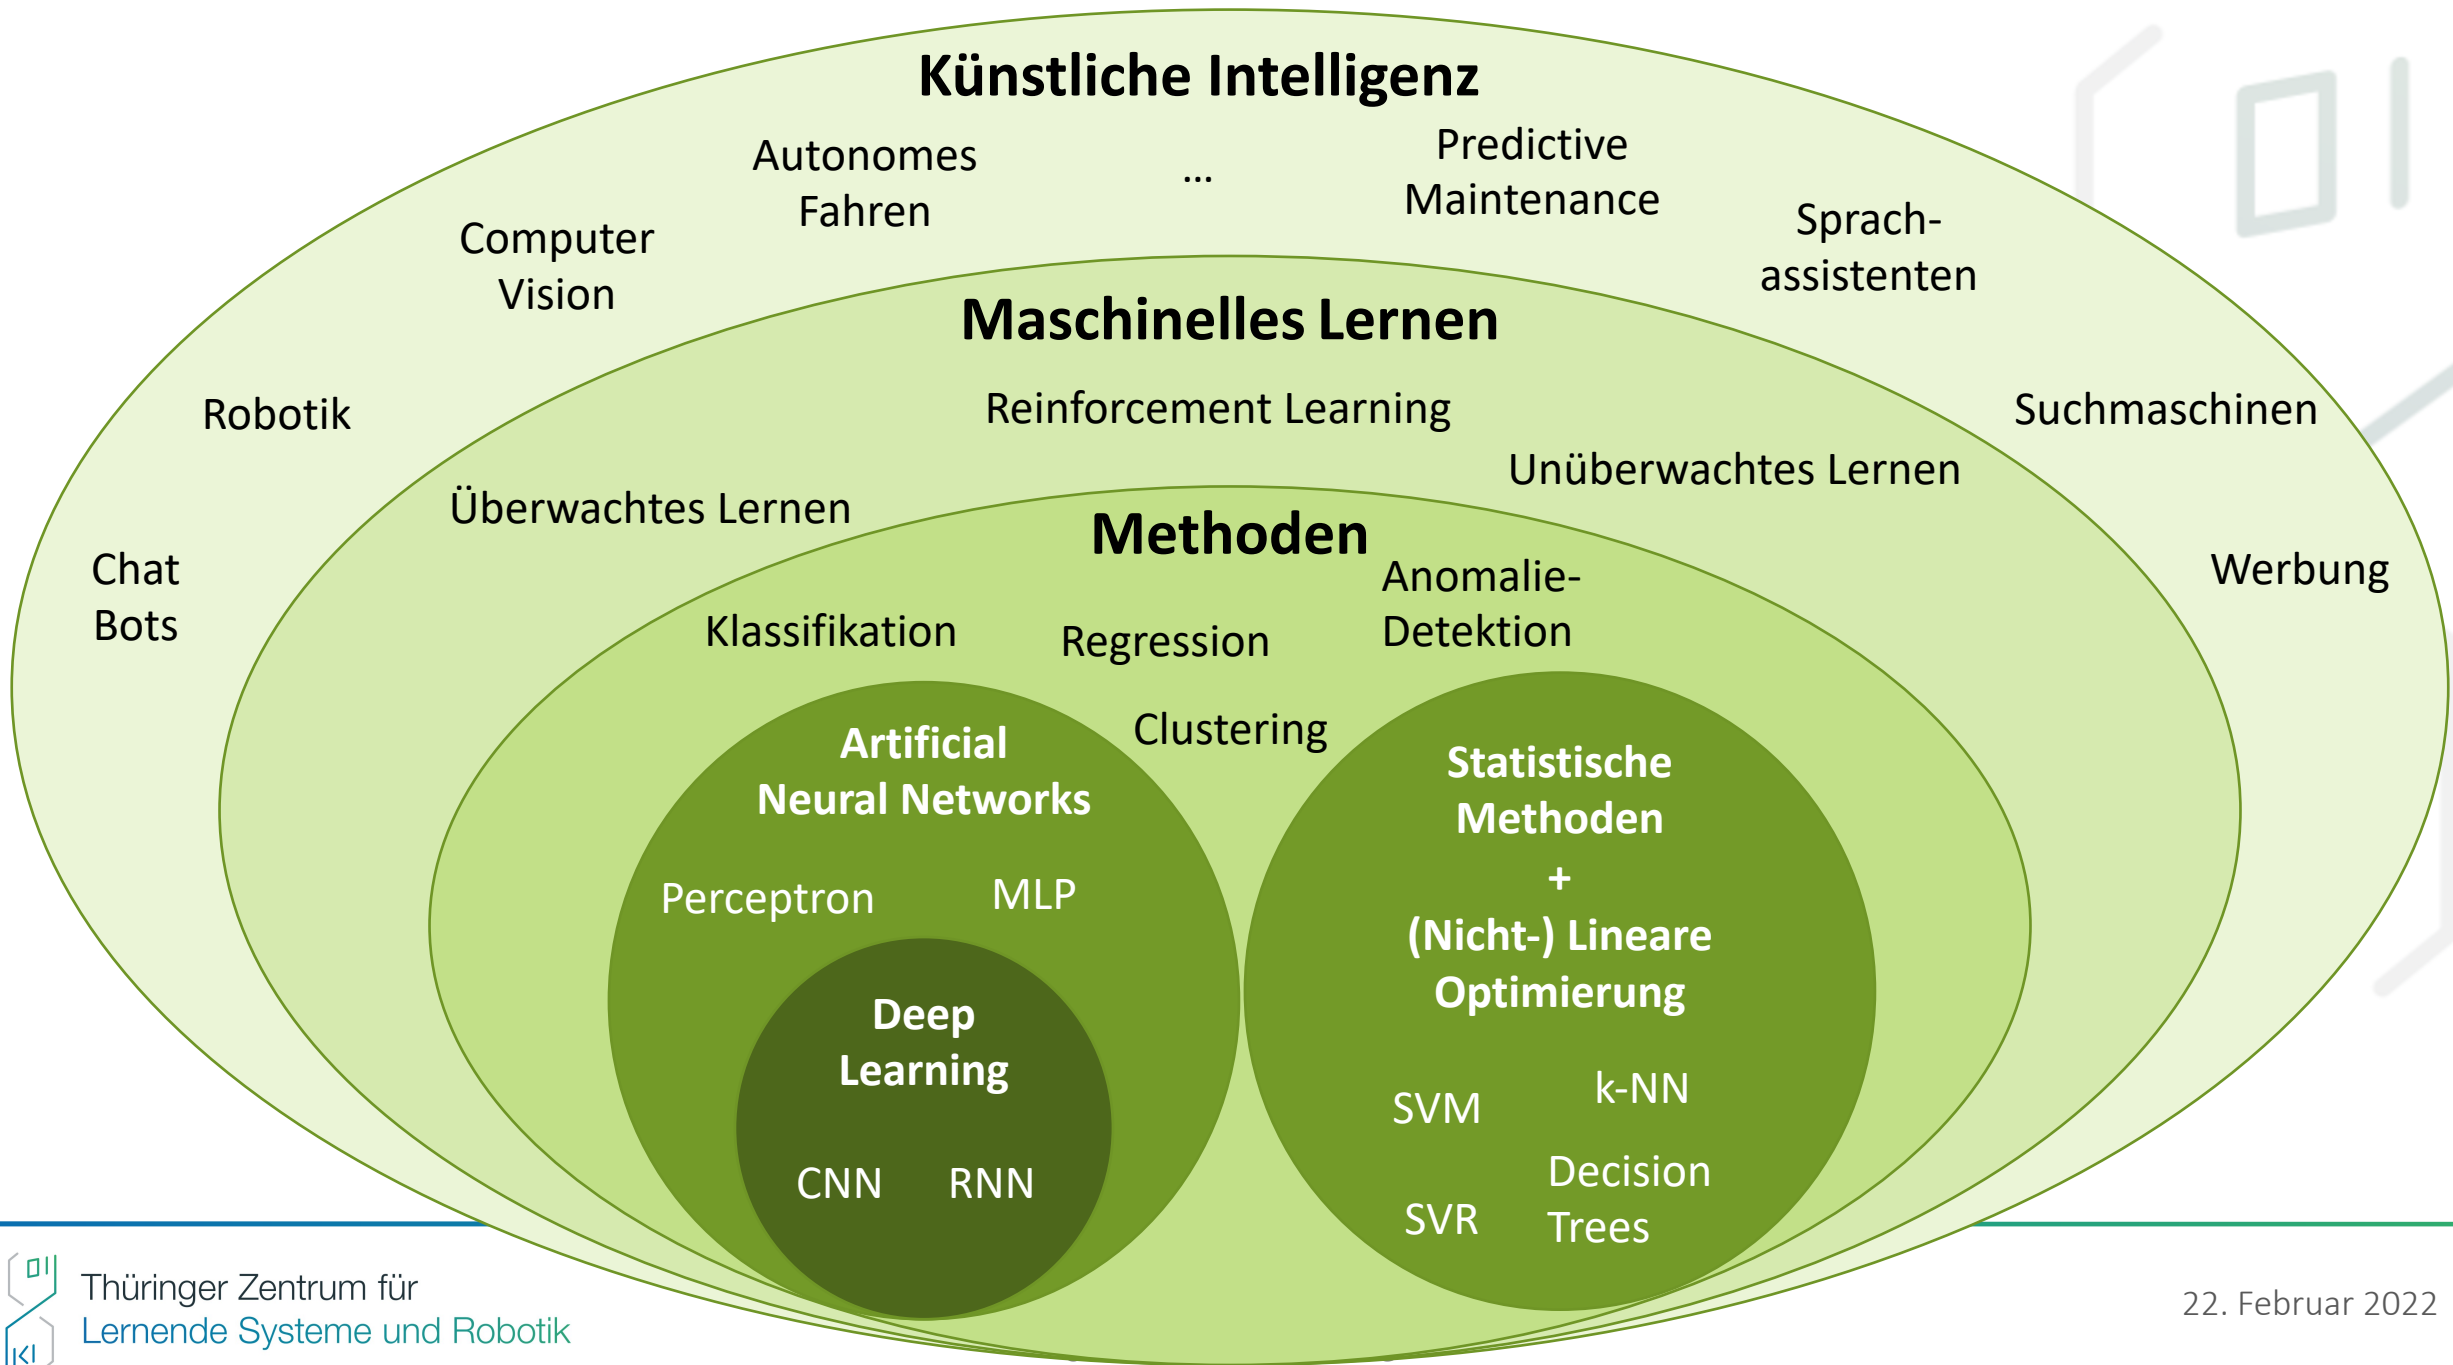 Künstliche Intelligenz
Autonomes
Fahren
...
Predictive
Maintenance
Computer
Vision
Sprach-
assistenten
Maschinelles Lernen
Robotik
Reinforcement Learning
Suchmaschinen
Überwachtes Lernen
Unüberwachtes Lernen
Chat
Bots
Methoden
Werbung
Klassifikation
Regression
Anomalie-
Detektion
Clustering
Artificial
Neural Networks
Perceptron
MLP
Deep
Learning
CNN
RNN
Statistische
Methoden
+
(Nicht-) Lineare
Optimierung
SVM
k-NN
SVR
Decision
Trees
Thüringer Zentrum für
Lernende Systeme und Robotik
KI
22. Februar 2022